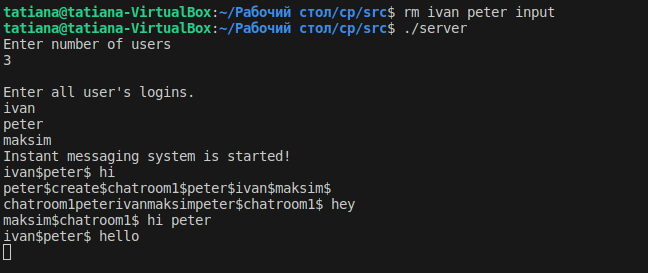 tatiana@tatiana-VirtualBox:~/Рабочий стол/cp/src$ rm ivan peter input
tatiana@tatiana-VirtualBox:~/Рабочий стол/cp/src$ ./server
Enter number of users
3
Enter all user's logins.
ivan
peter
maksim
Instant messaging system is started!
ivan$peter$ hi
peter$create$chatroom1$peter$ivan$maksim$
chatroom1peterivanmaksimpeter$chatroom1$ hey
maksim$chatroom1$ hi peter
ivan$peter$ hello